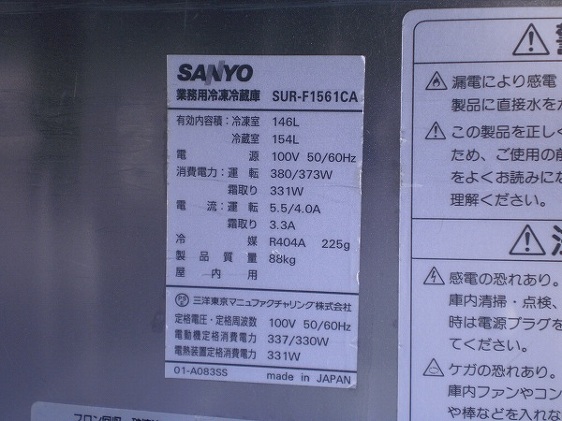 SANYO
業務用冷凍冷蔵庫 SUR-F1561CA
有効内容積：冷凍室 146L
冷蔵室 154L
電源 100V 50/60Hz
消費電力：運転 380/373W
霜取り 331W
電流：運転 5.5/4.0A
霜取り 3.3A
冷媒 R404A 225g
製品質量 88kg
屋内用
三洋東京マニュファクチャリング株式会社
定格電圧・定格周波数 100V 50/60Hz
電動機定格消費電力 337/330W
電熱装置定格消費電力 331W
01-A083SS made in JAPAN
漏電により感電
製品に直接水を
この製品を正しく
ため、ご使用の前
をよくお読みにな
理解ください。
注
感電の恐れあり。
庫内清掃・点検、
時は電源プラグを
てください。
ケガの恐れあり。
庫内ファンやコン
や棒などを入れな